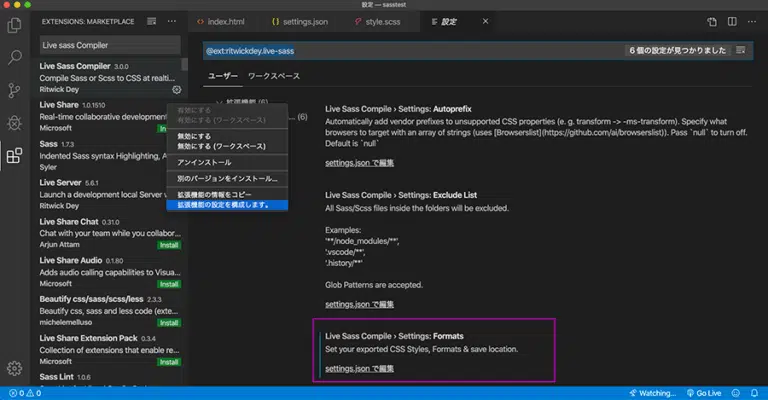 設定 — sasstest
EXTENSIONS: MARKETPLACE
index.html
settings.json
style.scss
設定
Live sass Compiler
@ext:ritwickdey.live-sass
6 個の設定が見つかりました
ユーザー ワークスペース
Live Sass Compiler 3.0.0
Compile Sass or Scss to CSS at realti...
Ritwick Dey
Live Share 1.0.1510
Real-time collaborative development
Microsoft
Sass 1.7.3
Indented Sass syntax Highlighting, A
Syler
Live Server 5.6.1
Launch a development local Server w
Ritwick Dey
Live Share Chat 0.31.0
Chat with your team while you collabor...
Arjun Attam
Install
Live Share Audio 0.1.80
Adds audio calling capabilities to Visua...
Microsoft
Install
Beautify css/sass/scss/less 2.3.3
Beautify css, sass and less code (exte...
michelemelluso
Install
Live Share Extension Pack 0.3.4
Collection of extensions that enable re...
Microsoft
Install
Sass Lint 1.0.6
拡張機能 (6)
... (6)
有効にする
有効にする (ワークスペース)
無効にする
無効にする (ワークスペース)
アンインストール
別のバージョンをインストール...
拡張機能の情報をコピー
拡張機能の設定を構成します。
Live Sass Compile › Settings: Autoprefix
Automatically add vendor prefixes to unsupported CSS properties (e. g. transform -> -ms-transform). Specify what
browsers to target with an array of strings (uses [Browserslist](https://github.com/ai/browserslist)). Pass `null` to turn off.
Default is `null`
settings.json で編集
Live Sass Compile › Settings: Exclude List
All Sass/Scss files inside the folders will be excluded.
Examples:
'**/node_modules/**',
'.vscode/**',
'.history/**'
Glob Patterns are accepted.
settings.json で編集
Live Sass Compile › Settings: Formats
Set your exported CSS Styles, Formats & save location.
settings.json で編集
0 0
Watching...
Go Live